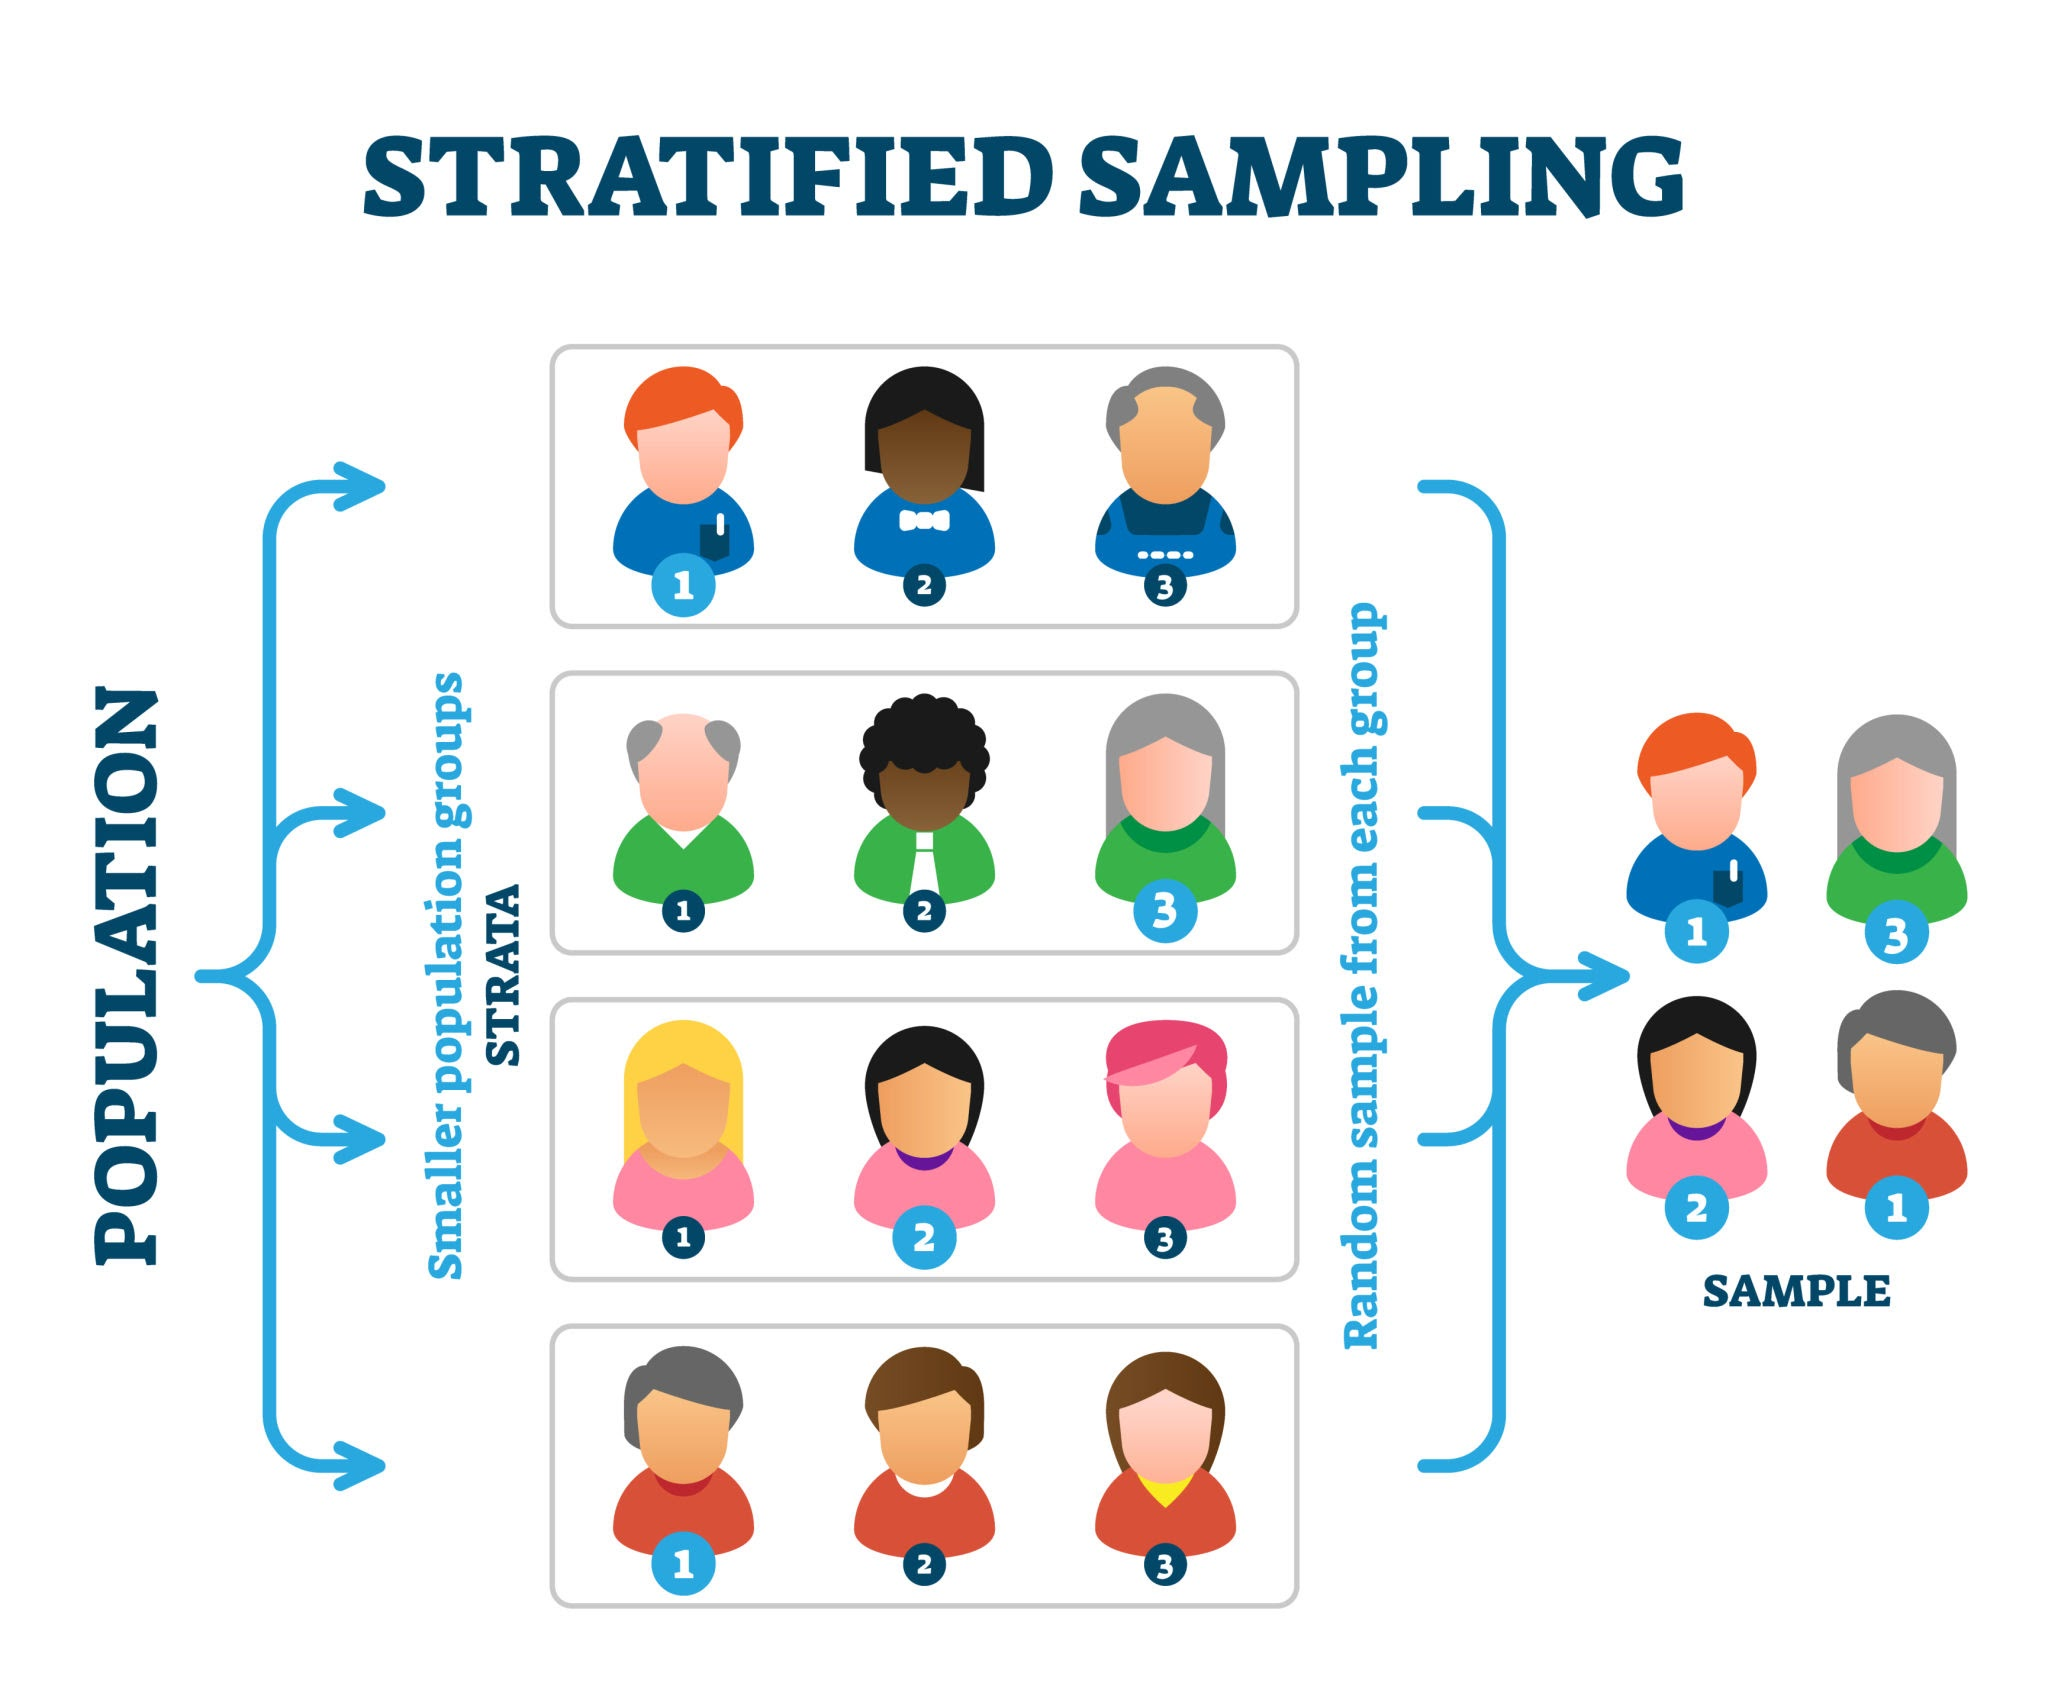 STRATIFIED SAMPLING
POPULATION
Smaller population groups
STRATA
1
2
3
1
2
3
1
2
3
1
2
3
Random sample from each group
1
3
2
1
SAMPLE